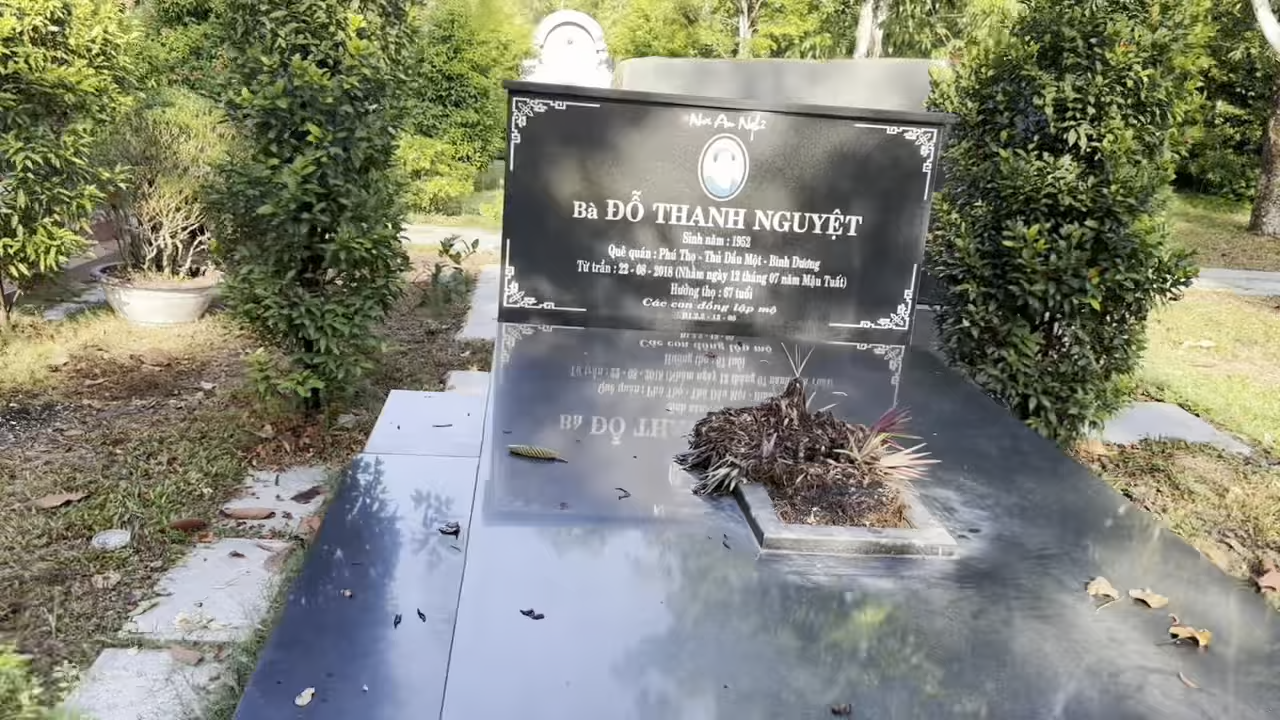 Nơi An Nghỉ
Bà ĐỖ THANH NGUYỆT
Sinh năm : 1952
Quê quán : Phú Thọ - Thủ Dầu Một - Bình Dương
Từ trần : 22 - 08 - 2018 (Nhằm ngày 12 tháng 07 năm Mậu Tuất)
Hưởng thọ : 67 tuổi
Các con đồng lập mộ